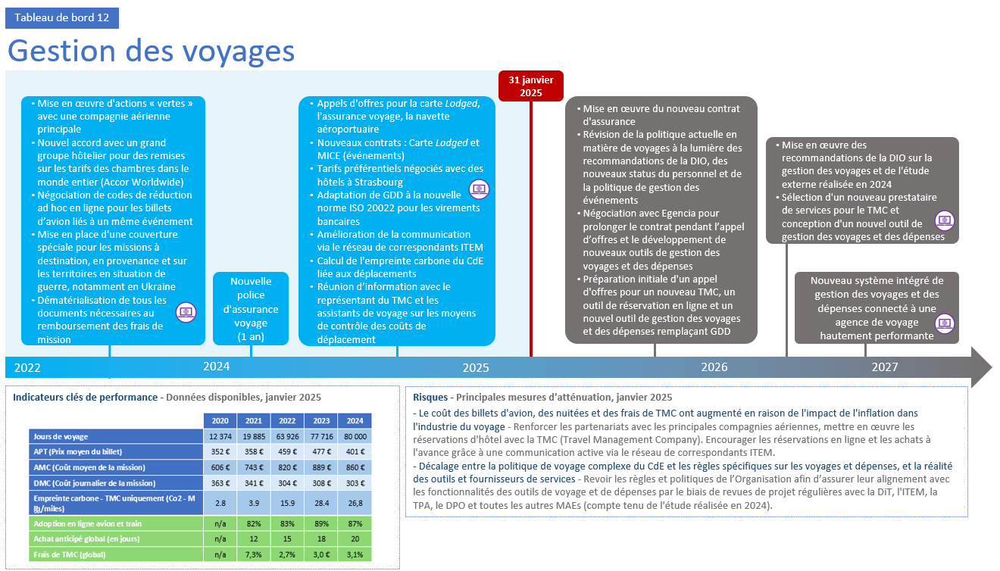 Tableau de bord 12
Gestion des voyages
31 janvier
2025
• Mise en œuvre d'actions « vertes »
avec une compagnie aérienne
principale
• Nouvel accord avec un grand
groupe hôtelier pour des remises
sur les tarifs des chambres dans le
monde entier (Accor Worldwide)
• Négociation de codes de réduction
ad hoc en ligne pour les billets
d'avion liés à un même événement
• Mise en place d'une couverture
spéciale pour les missions à
destination, en provenance et sur
les territoires en situation de
guerre, notamment en Ukraine
• Dématérialisation de tous les
documents nécessaires au
remboursement des frais de
mission
Nouvelle
police
d'assurance
voyage
(1 an)
• Appels d'offres pour la carte Lodged,
l'assurance voyage, la navette
aéroportuaire
• Nouveaux contrats : Carte Lodged et
MICE (événements)
• Tarifs préférentiels négociés avec des
hôtels à Strasbourg
• Adaptation de GDD à la nouvelle
norme ISO 20022 pour les virements
bancaires
• Amélioration de la communication
via le réseau de correspondants ITEM
• Calcul de l'empreinte carbone du CdE
liée aux déplacements
• Réunion d'information avec le
représentant du TMC et les
assistants de voyage sur les moyens
de contrôle des coûts de
déplacement
• Mise en œuvre du nouveau contrat
d'assurance
• Révision de la politique actuelle en
matière de voyages à la lumière des
recommandations de la DIO, des
nouveaux status du personnel et de
la politique de gestion des
événements
• Négociation avec Egencia pour
prolonger le contrat pendant l'appel
d'offres et le développement de
nouveaux outils de gestion des
voyages et des dépenses
• Préparation initiale d'un appel
d'offres pour un nouveau TMC, un
outil de réservation en ligne et un
nouvel outil de gestion des voyages
et des dépenses remplaçant GDD
• Mise en œuvre des
recommandations de la DIO sur la
gestion des voyages et de l'étude
externe réalisée en 2024
• Sélection d'un nouveau prestataire
de services pour le TMC et
conception d'un nouvel outil de
gestion des voyages et des dépenses
Nouveau système intégré de
gestion des voyages et des
dépenses connecté à une
agence de voyage
hautement performante
2022 2024 2025 2026 2027
Indicateurs clés de performance - Données disponibles, janvier 2025
2020 2021 2022 2023 2024
Jours de voyage 12 374 19 885 63 926 77 716 80 000
APT (Prix moyen du billet) 352 € 358 € 459 € 477 € 401 €
AMC (Coût moyen de la mission) 606 € 743 € 820 € 889 € 860 €
DMC (Coût journalier de la mission) 363 € 341 € 304 € 308 € 303 €
Empreinte carbone - TMC uniquement (Co2 - M
lb/miles) 2.8 3.9 15.9 28.4 26,8
Adoption en ligne avion et train n/a 82% 83% 89% 87%
Achat anticipé global (en jours) n/a 12 15 18 20
Frais de TMC (global) n/a 7,3% 2,7% 3,0 € 3,1%
Risques - Principales mesures d'atténuation, janvier 2025
- Le coût des billets d'avion, des nuitées et des frais de TMC ont augmenté en raison de l'impact de l'inflation dans
l'industrie du voyage - Renforcer les partenariats avec les principales compagnies aériennes, mettre en œuvre les
réservations d'hôtel avec la TMC (Travel Management Company). Encourager les réservations en ligne et les achats à
l'avance grâce à une communication active via le réseau de correspondants ITEM.
- Décalage entre la politique de voyage complexe du CdE et les règles spécifiques sur les voyages et dépenses, et la réalité
des outils et fournisseurs de services - Revoir les règles et politiques de l'Organisation afin d'assurer leur alignement avec
les fonctionnalités des outils de voyage et de dépenses par le biais de revues de projet régulières avec la DiT, l'ITEM, la
TPA, le DPO et toutes les autres MAEs (compte tenu de l'étude réalisée en 2024).